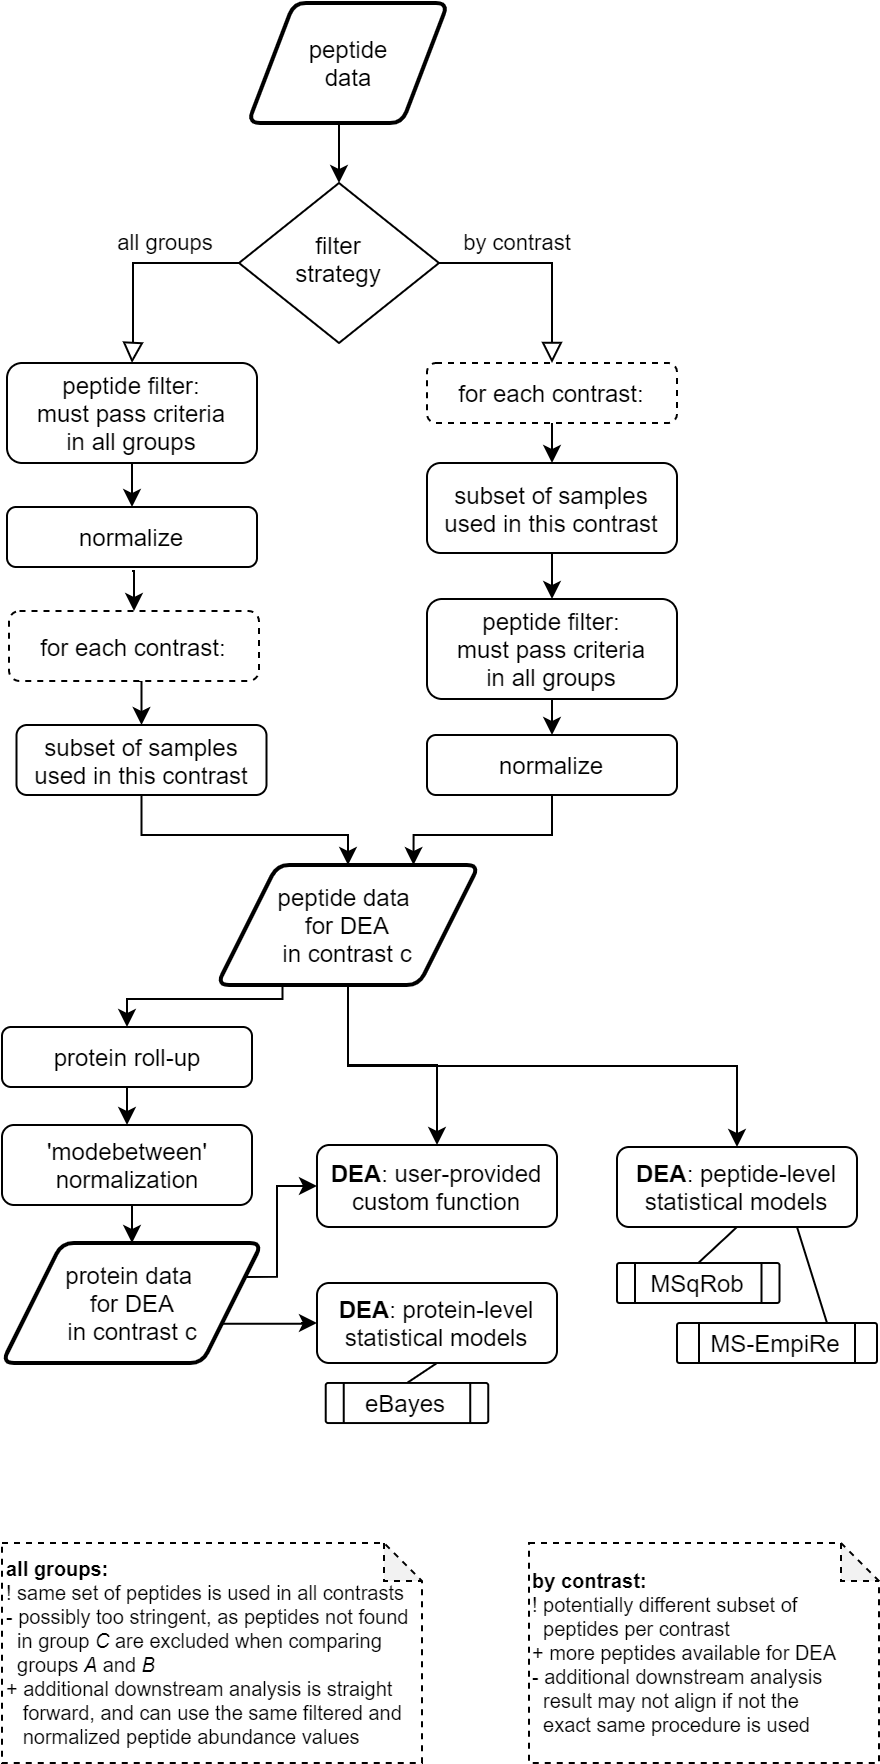 peptide
data
filter
strategy
all groups
by contrast
peptide filter:
must pass criteria
in all groups
normalize
for each contrast:
subset of samples
used in this contrast
for each contrast:
subset of samples
used in this contrast
peptide filter:
must pass criteria
in all groups
normalize
peptide data
for DEA
in contrast c
protein roll-up
'modebetween'
normalization
protein data
for DEA
in contrast c
DEA: user-provided
custom function
DEA: protein-level
statistical models
eBayes
DEA: peptide-level
statistical models
MSqRob
MS-EmpiRe
all groups:
! same set of peptides is used in all contrasts
- possibly too stringent, as peptides not found
in group C are excluded when comparing
groups A and B
+ additional downstream analysis is straight
forward, and can use the same filtered and
normalized peptide abundance values
by contrast:
! potentially different subset of
peptides per contrast
+ more peptides available for DEA
- additional downstream analysis
result may not align if not the
exact same procedure is used